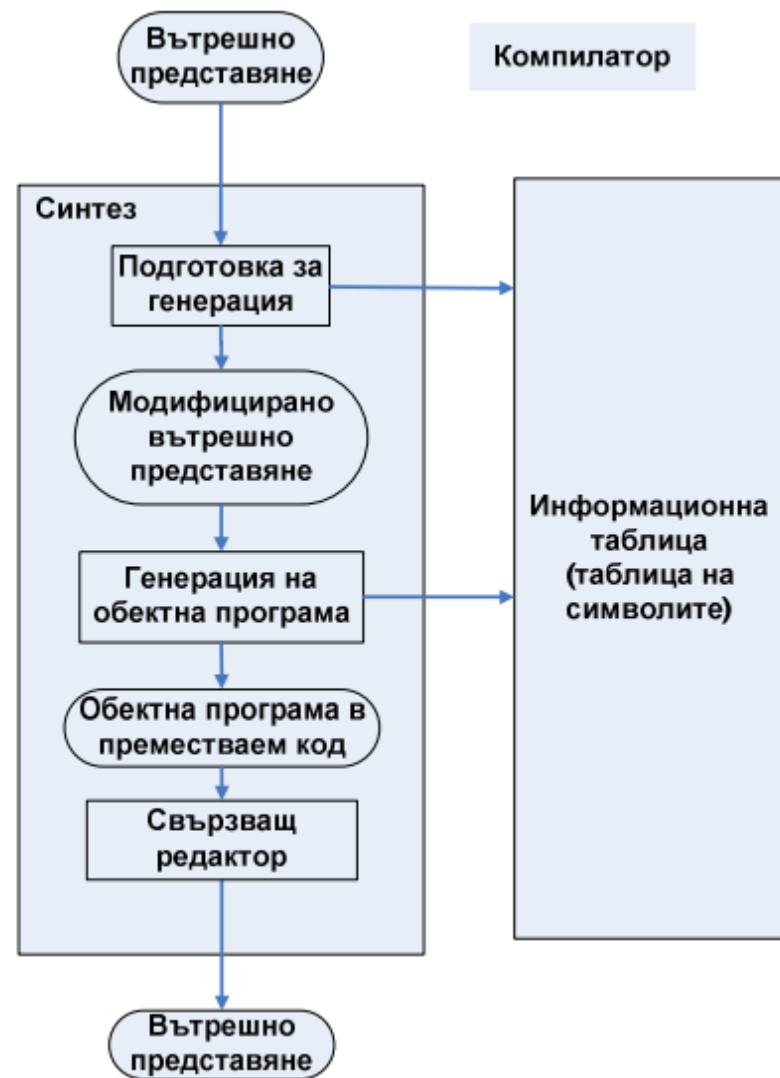 Вътрешно
представяне
Компилатор
Синтез
Подготовка за
генерация
Модифицирано
вътрешно
представяне
Генерация на
обектна програма
Обектна програма в
преместваем код
Свързващ
редактор
Информационна
таблица
(таблица на
символите)
Вътрешно
представяне